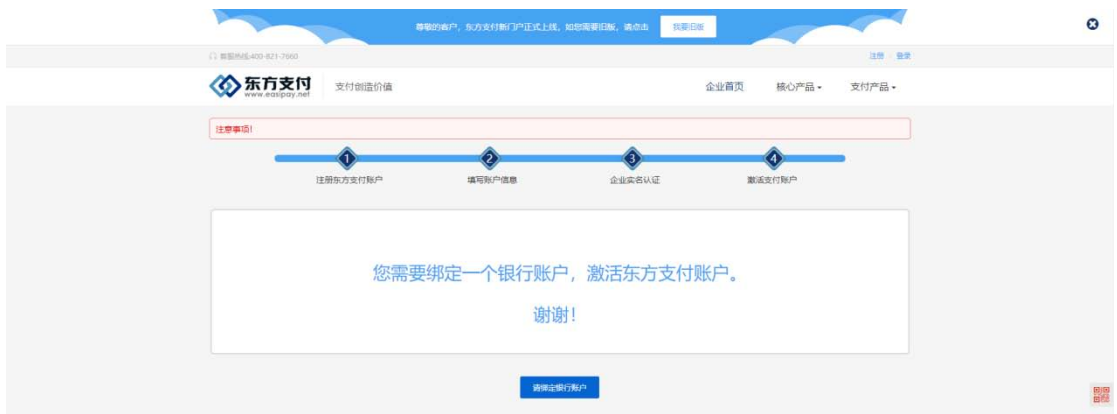 尊敬的客户，东方支付新门户正式上线，如您需要旧版，请点击 我要旧版
客服热线:400-821-7660 注册 登录
东方支付 支付创造价值 企业首页 核心产品 支付产品
www.easipay.net
注意事项!
1 2 3 4
注册东方支付账户 填写账户信息 企业实名认证 激活支付账户
您需要绑定一个银行账户，激活东方支付账户。
谢谢!
请绑定银行账户